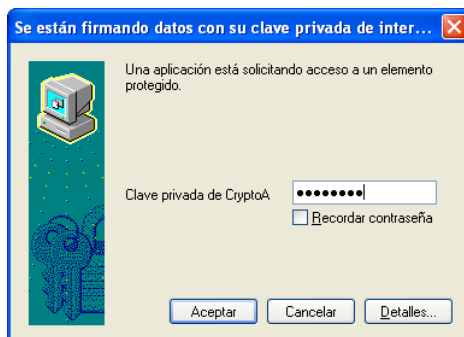 Se están firmando datos con su clave privada de inter...
Una aplicación está solicitando acceso a un elemento
protegido.
Clave privada de CryptoA ●●●●●●●●
Recordar contraseña
Aceptar Cancelar Detalles...